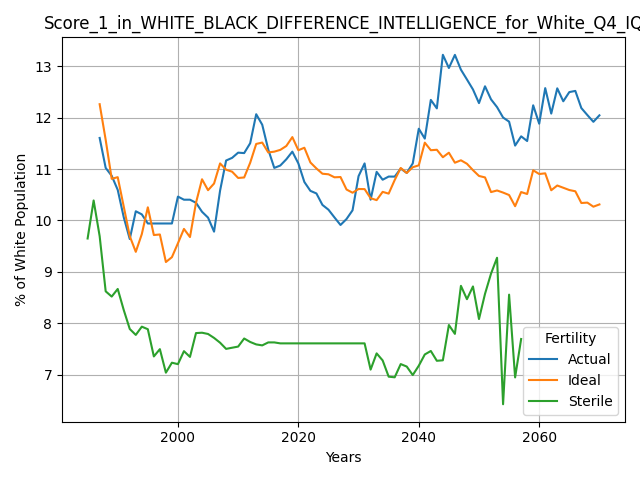 Score_1_in_WHITE_BLACK_DIFFERENCE_INTELLIGENCE_for_White_Q4_IQ
% of White Population
13
12
11
10
9
8
7
Fertility
Actual
Ideal
Sterile
2000 2020 2040 2060
Years